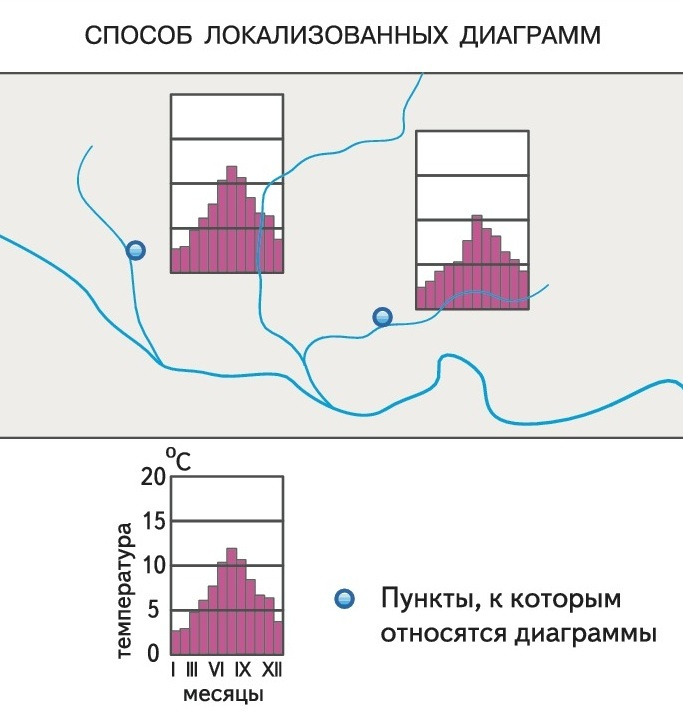 СПОСОБ ЛОКАЛИЗОВАННЫХ ДИАГРАММ
°C
20
15
10
5
0
температура
I III VI IX XII
месяцы
Пункты, к которым
относятся диаграммы